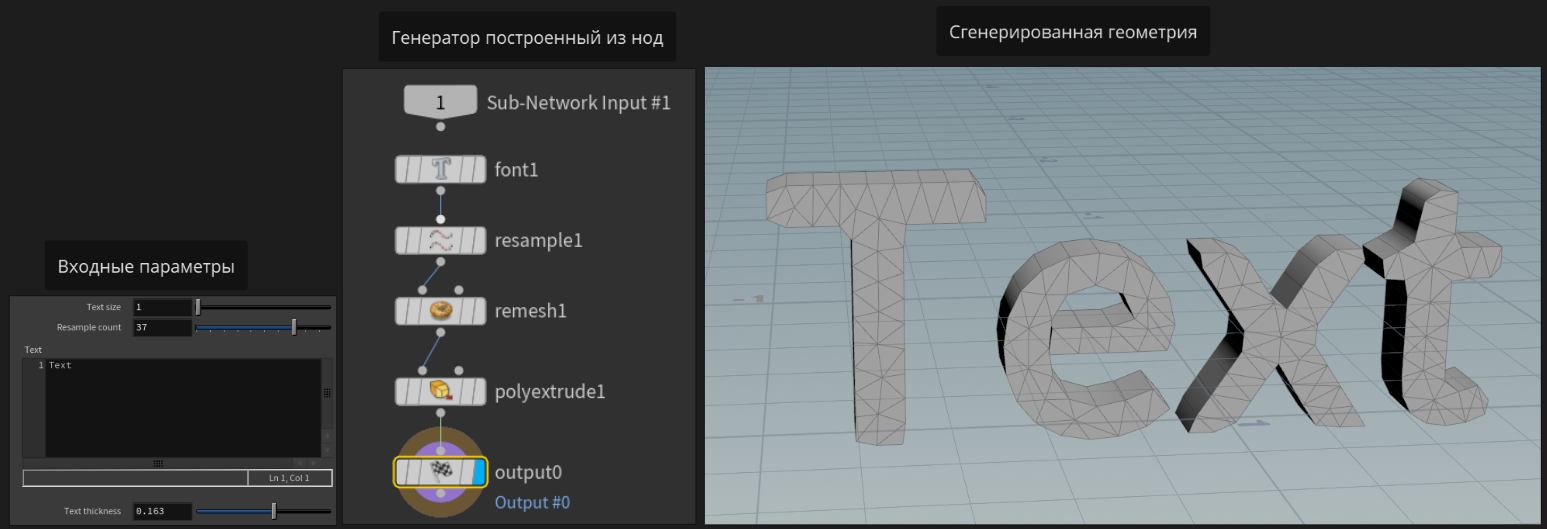 Входные параметры
Text size
1
Resample count
37
Text
1 Text
Ln 1, Col 1
Text thickness
0.163
Генератор построенный из нод
1
Sub-Network Input #1
font1
resample1
remesh1
polyextrude1
output0
Output #0
Сгенерированная геометрия
Text